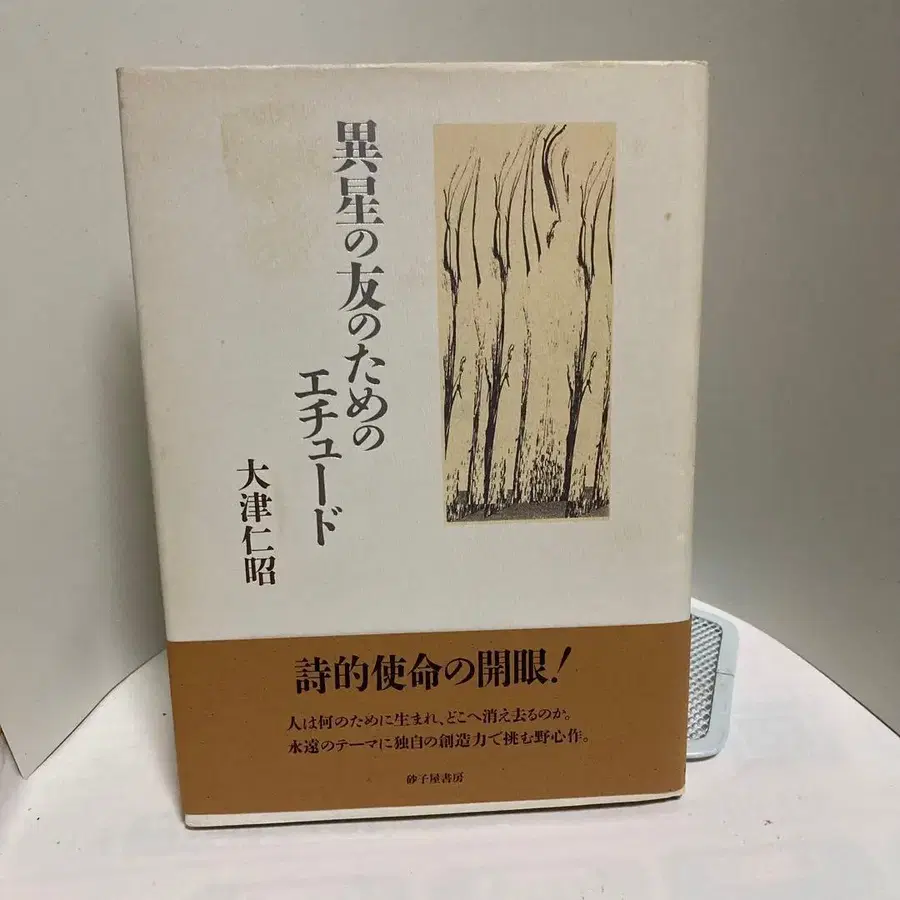 異星の友のための
エチュード
大津仁昭
詩的使命の開眼!
人は何のために生まれ、どこへ消え去るのか。
永遠のテーマに独自の創造力で挑む野心作。
砂子屋書房